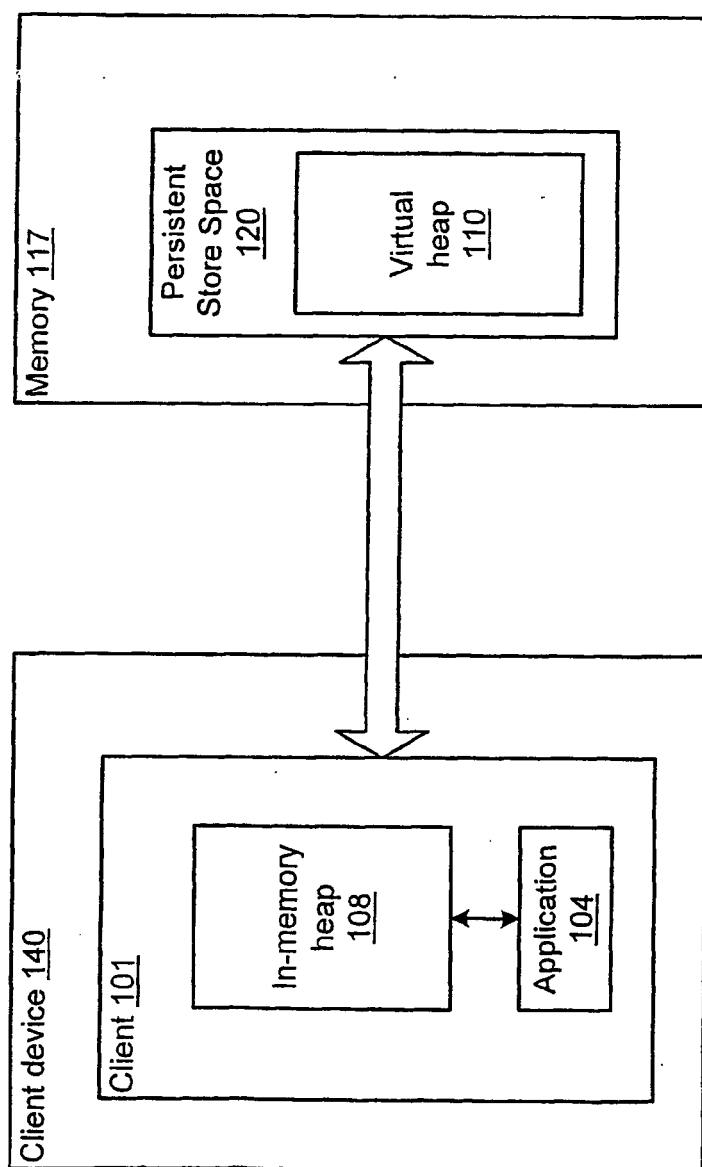 Client device 140
Client 101
In-memory
heap
108
Application
104
Memory 117
Persistent
Store Space
120
Virtual
heap
110